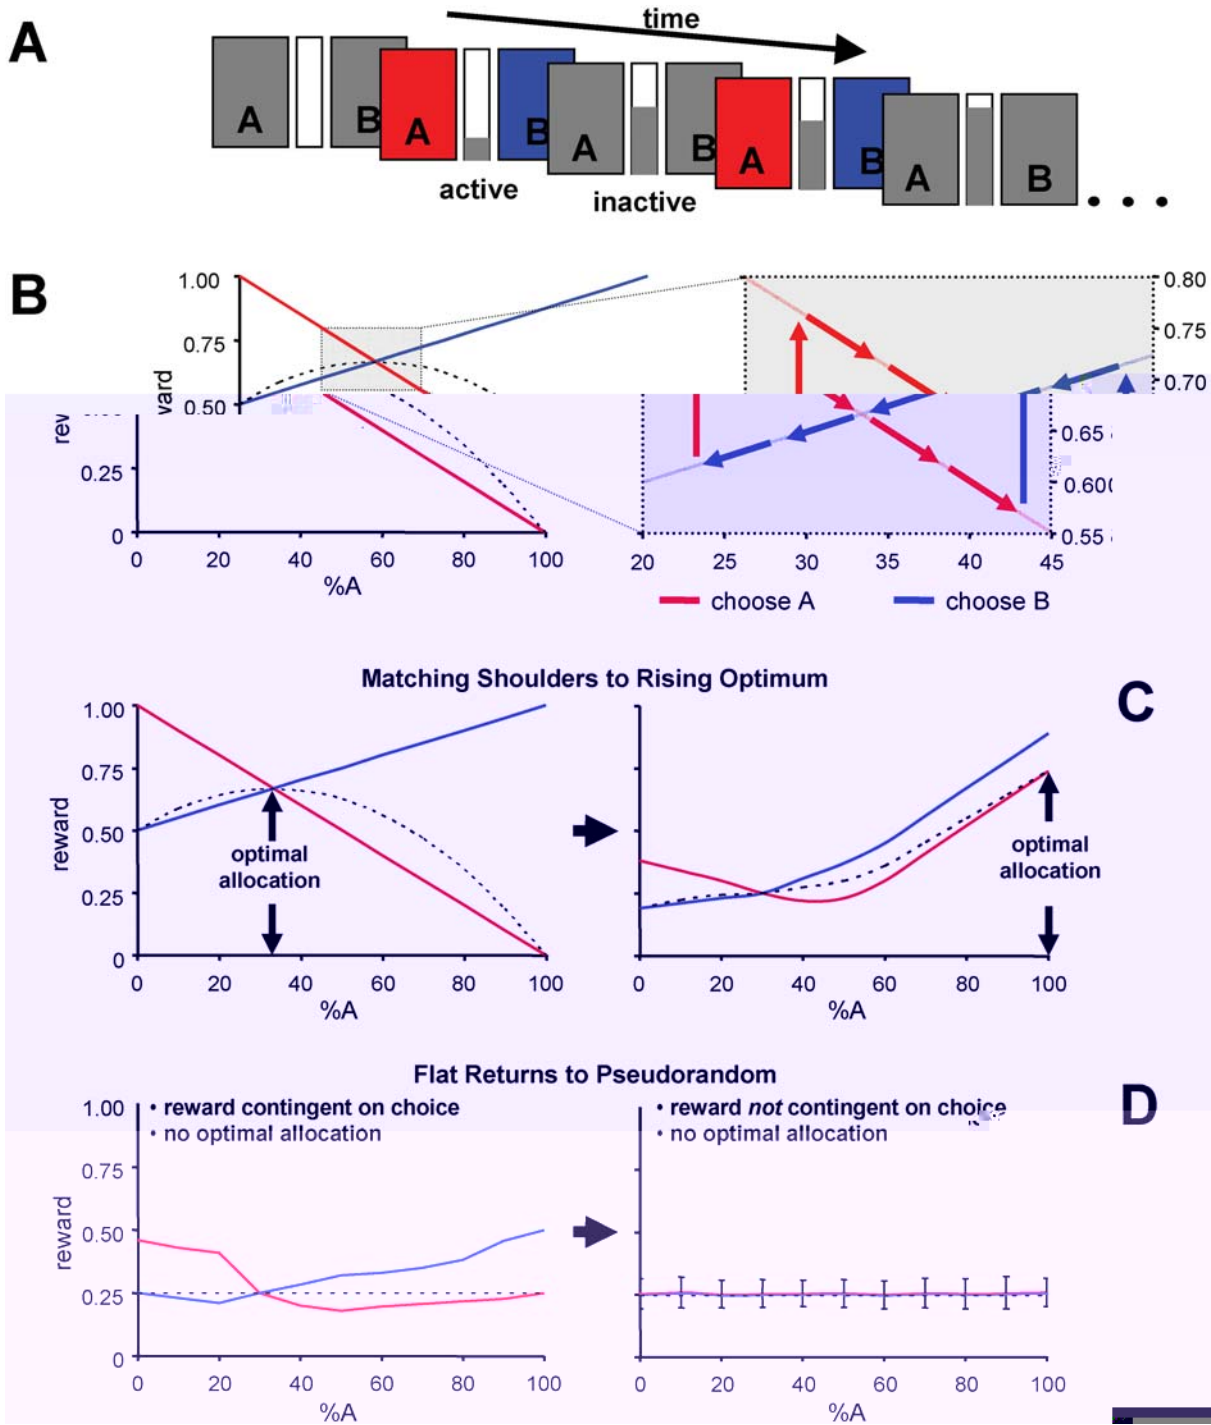 A
time
A B A B A B A B A B
active
inactive
B
1.00
0.75
0.50
0.25
0
0 20 40 60 80 100
%A
0.80
0.75
0.70
0.65
0.60
0.55
20 25 30 35 40 45
choose A choose B
Matching Shoulders to Rising Optimum
C
reward
1.00
0.75
0.50
0.25
0
optimal
allocation
0 20 40 60 80 100
%A
optimal
allocation
0 20 40 60 80 100
%A
Flat Returns to Pseudorandom
D
reward
1.00
0.75
0.50
0.25
0
• reward contingent on choice
• no optimal allocation
0 20 40 60 80 100
%A
• reward not contingent on choice
• no optimal allocation
0 20 40 60 80 100
%A